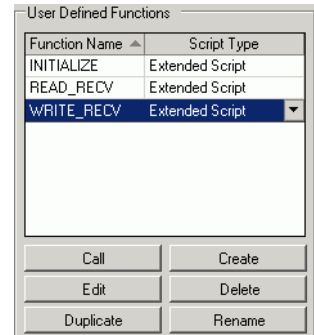 User Defined Functions
Function Name Script Type
INITIALIZE Extended Script
READ_RECV Extended Script
WRITE_RECV Extended Script
Call Create
Edit Delete
Duplicate Rename